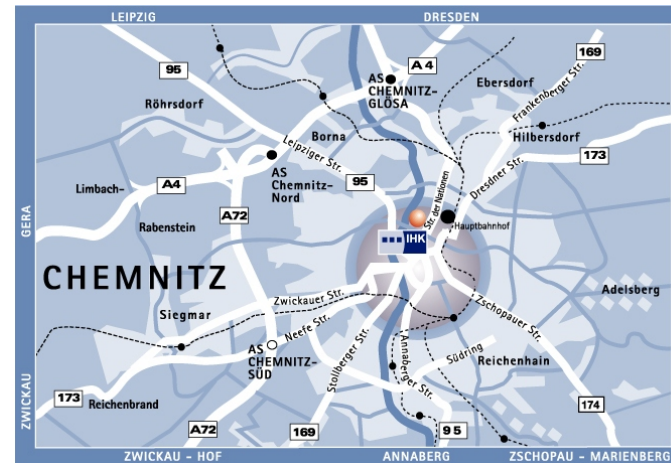 LEIPZIG
DRESDEN
169
95
A 4
AS
CHEMNITZ-
GLÖSA
Ebersdorf
Frankenberger Str.
Röhrsdorf
Borna
Hilbersdorf
Leipziger Str.
173
AS
Chemnitz-
Nord
Dresdner Str.
Limbach-
A4
95
Str. der Nationen
A72
Rabenstein
Hauptbahnhof
IHK
GERA
CHEMNITZ
Adelsberg
Zwickauer Str.
Siegmar
Neefe Str.
Zschopauer Str.
AS
CHEMNITZ-
SÜD
Stollberger Str.
Annaberger Str.
Südring
Reichenhain
ZWICKAU
173
Reichenbrand
A72
169
95
174
ZWICKAU - HOF
ANNABERG
ZSCHOPAU - MARIENBERG